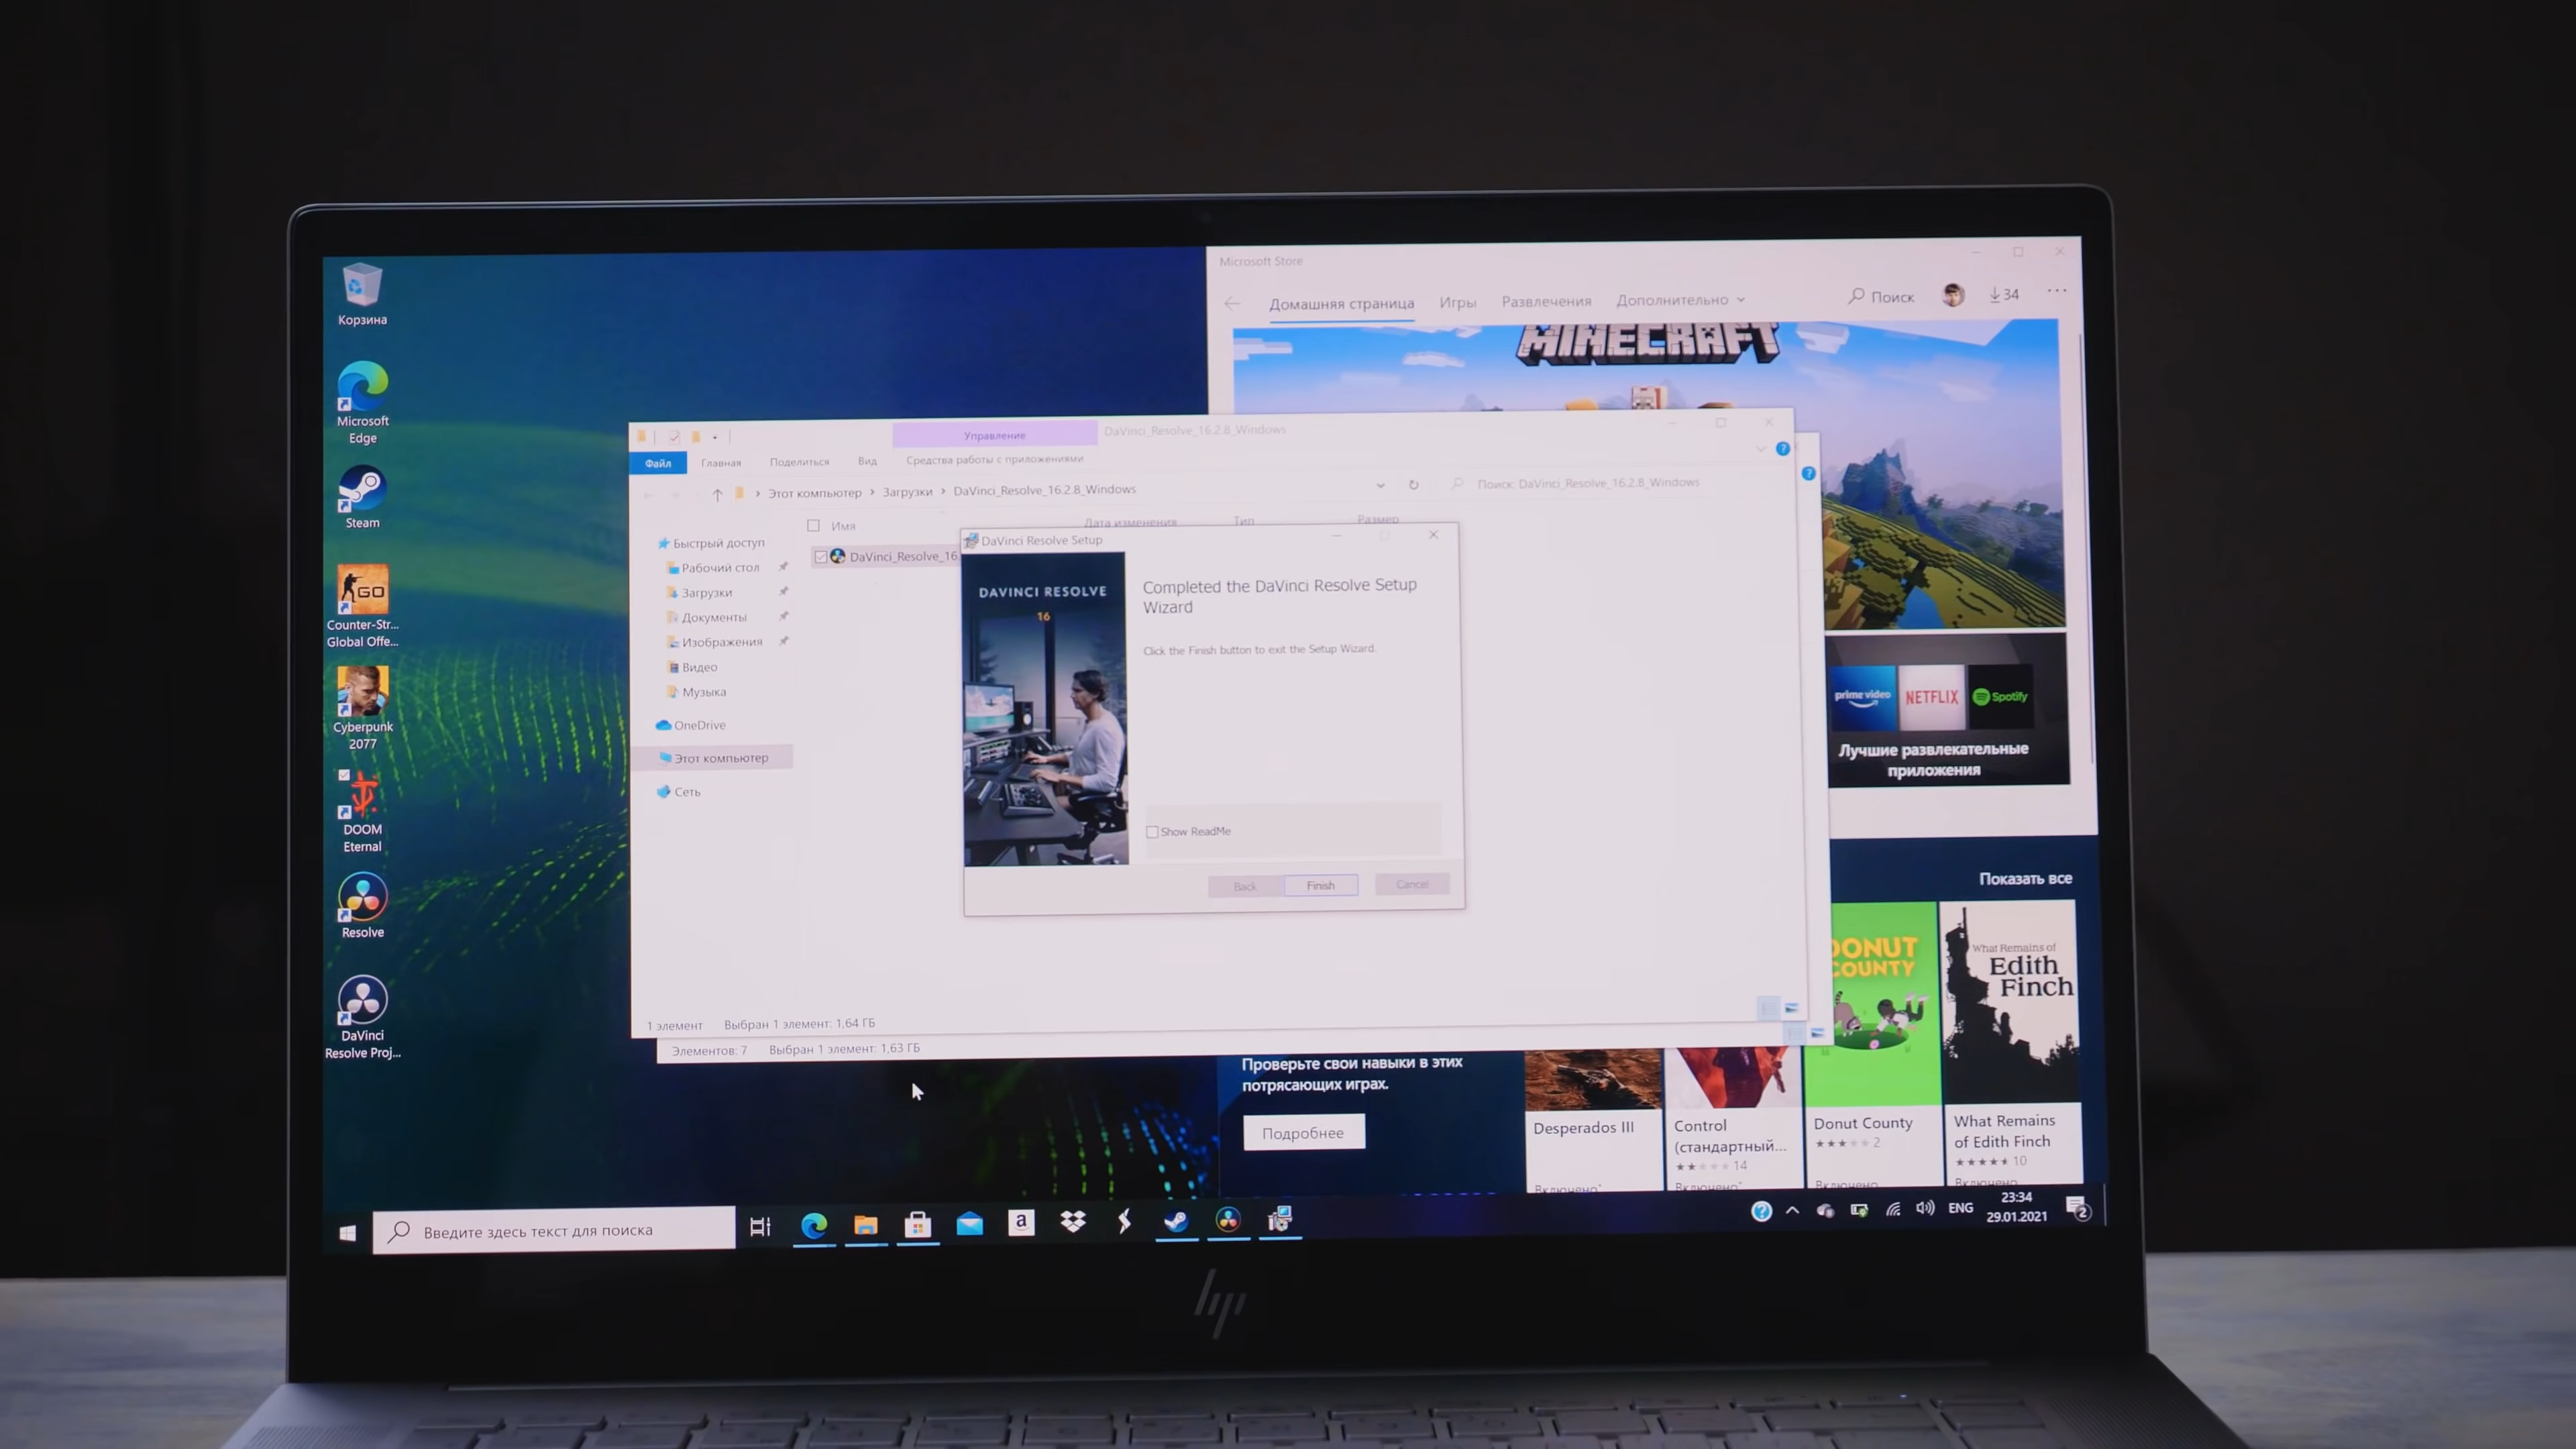 Корзина
Microsoft
Edge
Steam
GO
Counter-Str...
Global Offe...
Cyberpunk
2077
DOOM
Eternal
Resolve
DaVinci
Resolve Proj...
Microsoft Store
Домашняя страница
Игры
Развлечения
Дополнительно
Поиск
34
MINECRAFT
prime video
NETFLIX
Spotify
Лучшие развлекательные
приложения
Показать все
DONUT
COUNTY
What Remains of
Edith
Finch
Проверьте свои навыки в этих
потрясающих играх.
Подробнее
Desperados III
Control
(стандартный...
14
Donut County
2
What Remains
of Edith Finch
10
Включено
Включено
Включено
Включено
Управление
DaVinci_Resolve_16.2.8_Windows
Файл
Главная
Поделиться
Вид
Средства работы с приложениями
Этот компьютер
Загрузки
DaVinci_Resolve_16.2.8_Windows
Поиск: DaVinci_Resolve_16.2.8_Windows
Имя
Дата изменения
Тип
Размер
DaVinci_Resolve_16.
Быстрый доступ
Рабочий стол
Загрузки
Документы
Изображения
Видео
Музыка
OneDrive
Этот компьютер
Сеть
1 элемент
Выбран 1 элемент: 1,64 ГБ
Элементов: 7
Выбран 1 элемент: 1,63 ГБ
DaVinci Resolve Setup
DAVINCI RESOLVE
16
Completed the DaVinci Resolve Setup
Wizard
Click the Finish button to exit the Setup Wizard.
Show ReadMe
Back
Finish
Cancel
Введите здесь текст для поиска
a
ENG
23:34
29.01.2021
2
hp